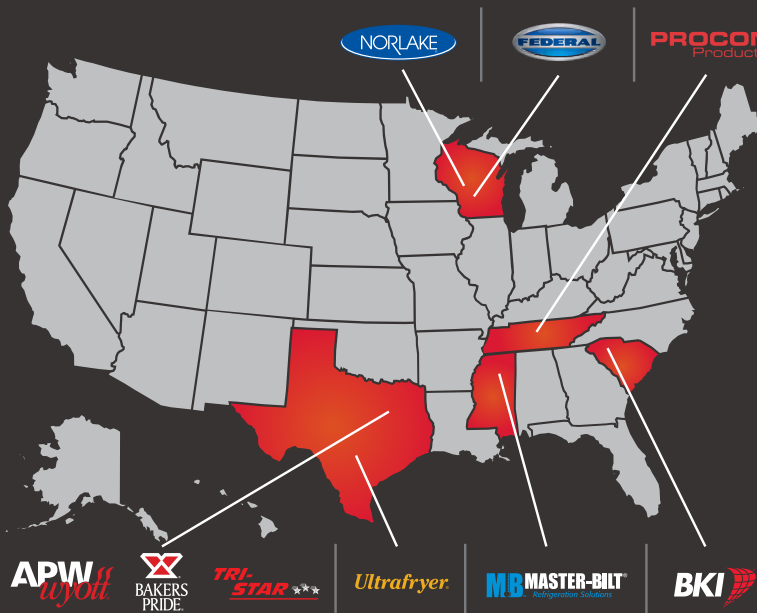 NORLAKE
FEDERAL
PROCON
Product
APW
wyott
BAKERS
PRIDE
TRI-
STAR
Ultrafryer
MB MASTER-BILT®
Refrigeration Solutions
BKI